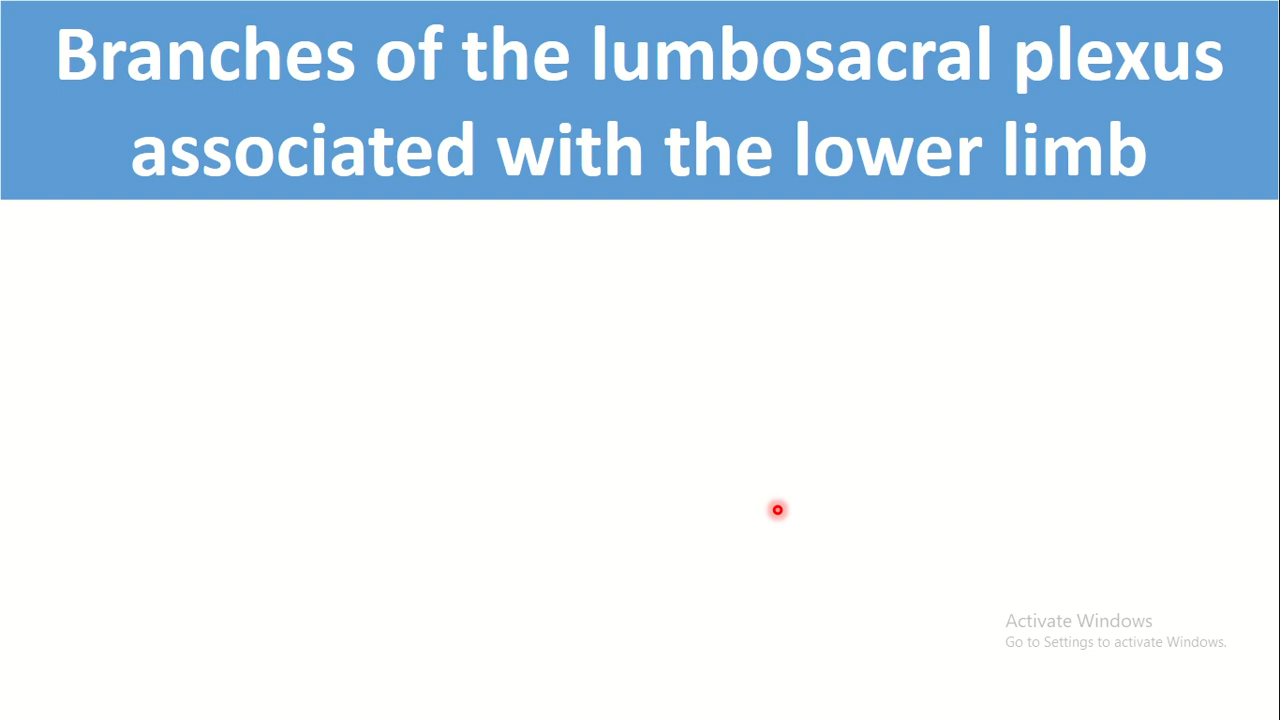 Branches of the lumbosacral plexus
associated with the lower limb
Activate Windows
Go to Settings to activate Windows.